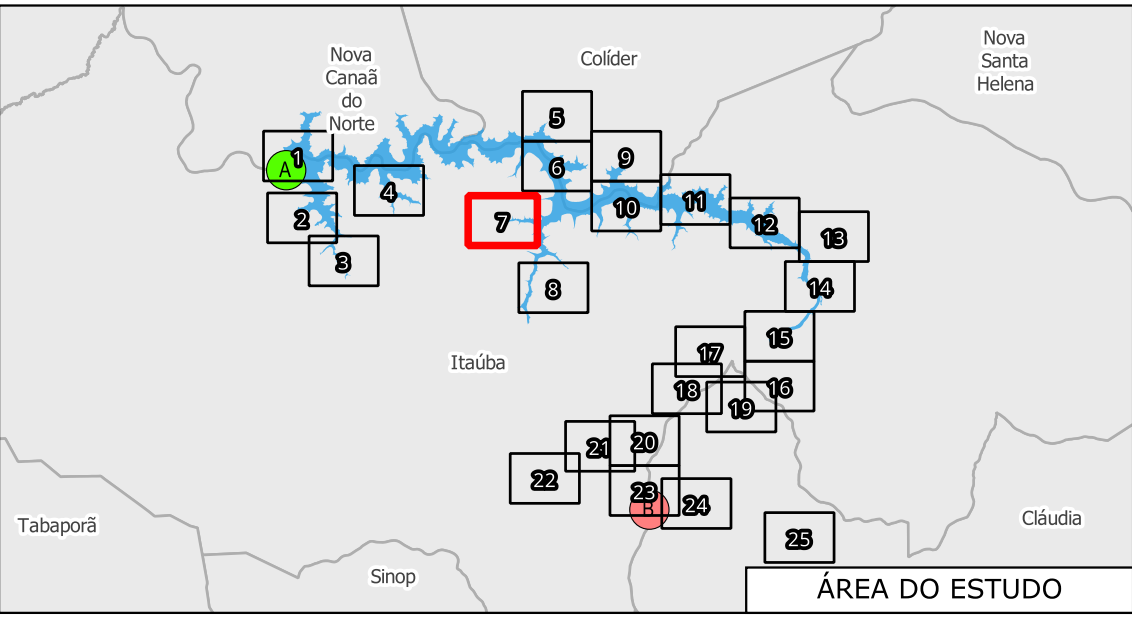 Nova
Canaã
do
Norte
Colíder
Nova
Santa
Helena
5
1
A
9
6
4
11
10
2
7
12
13
3
8
14
15
17
Itaúba
18
16
19
20
21
22
23
B
24
Tabaporã
Cláudia
25
Sinop
ÁREA DO ESTUDO